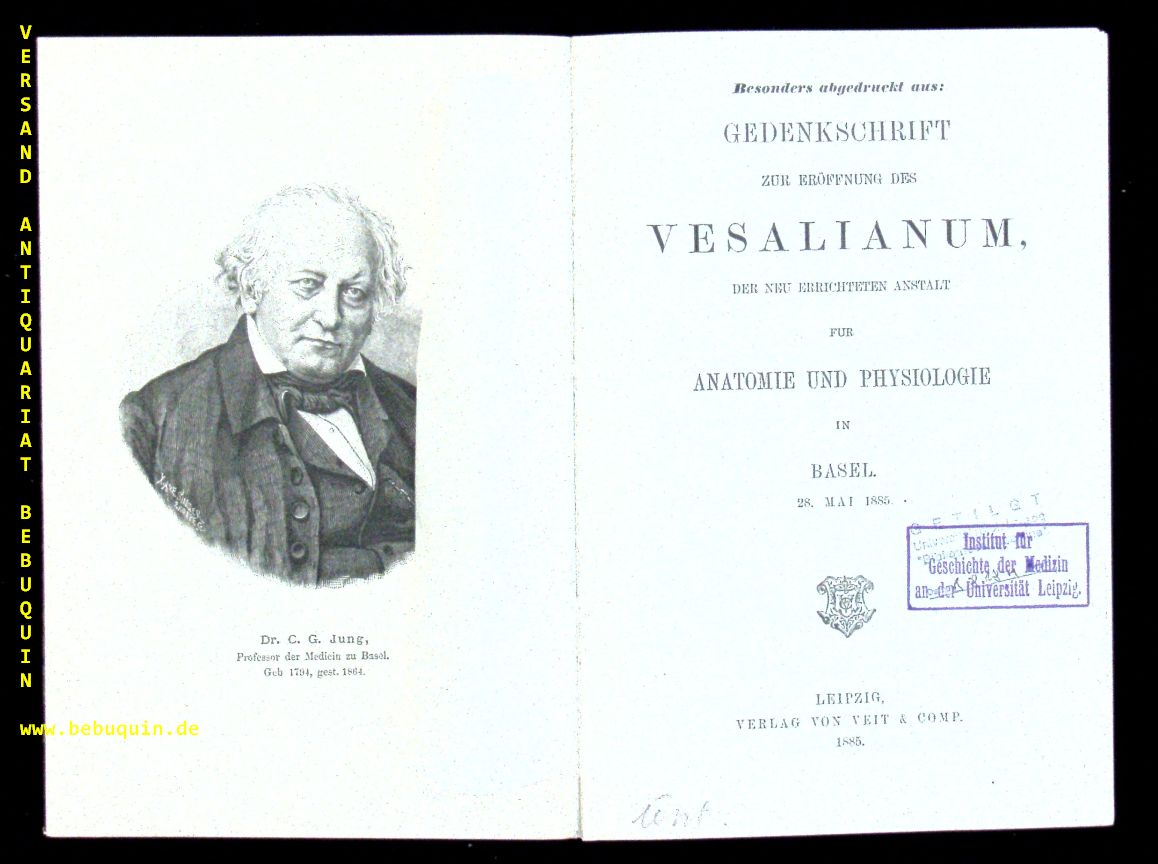 VERSAND ANTIQUARIAT BEBUQUIN
www.bebuquin.de
Dr. C. G. Jung,
Professor der Medicin zu Basel.
Geb 1794, gest. 1864.
Besonders abgedruckt aus:
GEDENKSCHRIFT
ZUR ERÖFFNUNG DES
VESALIANUM,
DER NEU ERRICHTETEN ANSTALT
FUR
ANATOMIE UND PHYSIOLOGIE
IN
BASEL.
28. MAI 1885.
GETILGT
Institut für
Geschichte der Medizin
an der Universität Leipzig.
LEIPZIG,
VERLAG VON VEIT & COMP.
1885.